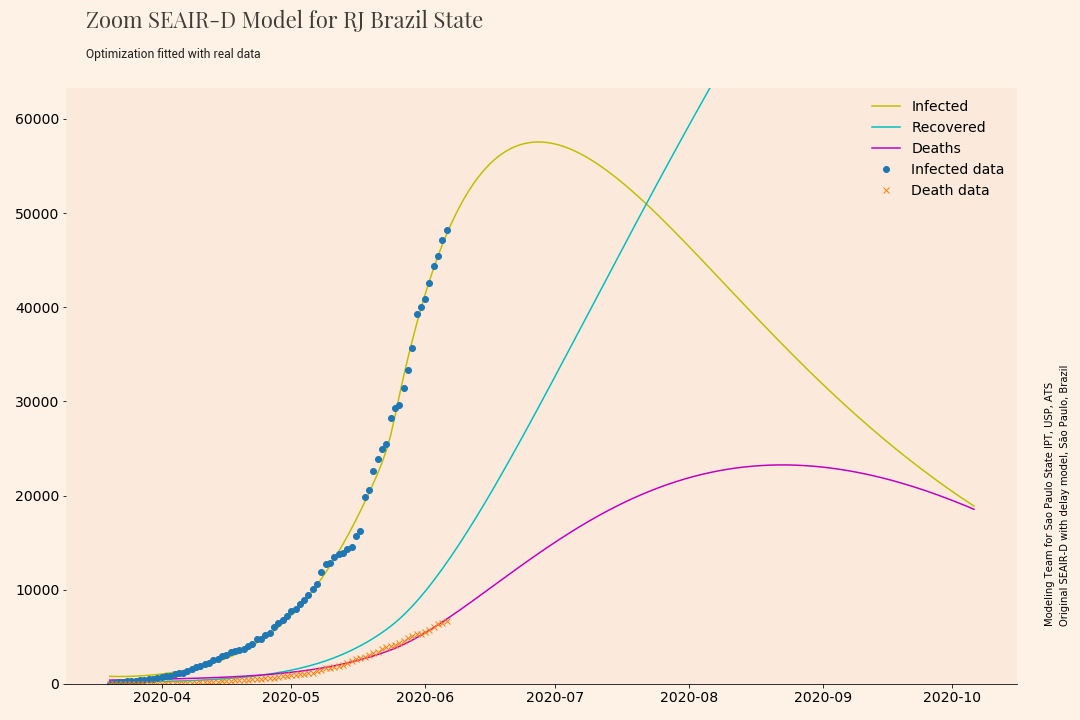 Zoom SEAIR-D Model for RJ Brazil State
Optimization fitted with real data
Infected
Recovered
Deaths
Infected data
Death data
60000
50000
40000
30000
20000
10000
0
2020-04
2020-05
2020-06
2020-07
2020-08
2020-09
2020-10
Modeling Team for Sao Paulo State IPT, USP, ATS
Original SEAIR-D with delay model, São Paulo, Brazil